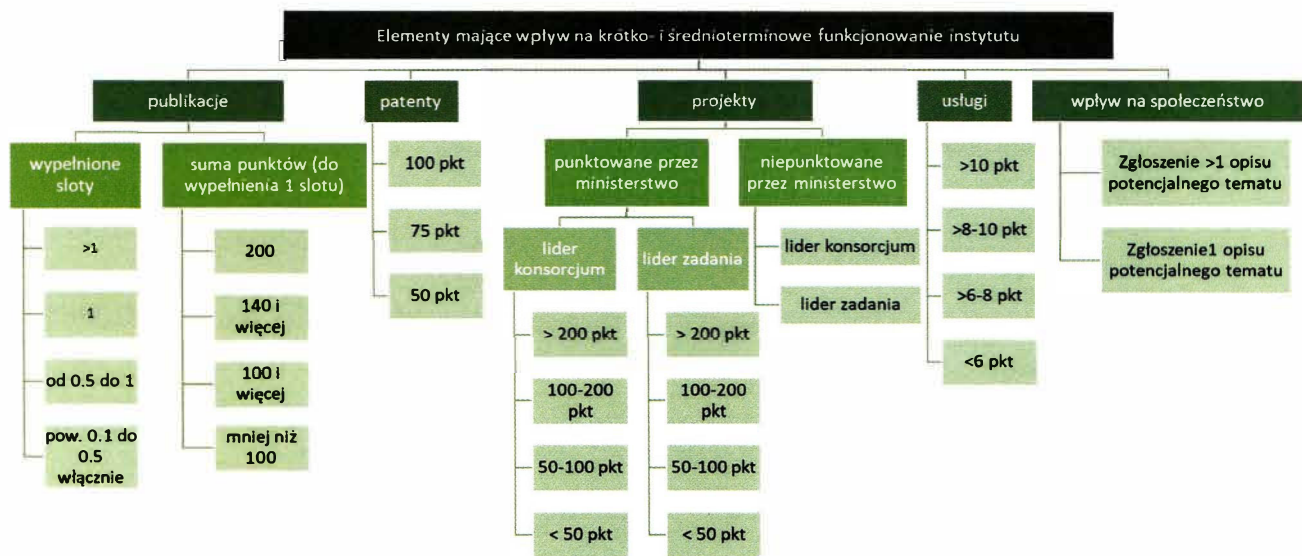 Elementy mające wpływ na krótko- i średnioterminowe funkcjonowanie instytutu
publikacje
wypełnione
sloty
>1
1
od 0.5 do 1
pow. 0.1 do
0.5
włącznie
suma punktów (do
wypełnienia 1 slotu)
200
140 i
więcej
100 i
więcej
mniej niż
100
patenty
100 pkt
75 pkt
50 pkt
projekty
punktowane przez
ministerstwo
lider
konsorcjum
> 200 pkt
100-200
pkt
50-100 pkt
< 50 pkt
lider zadania
> 200 pkt
100-200
pkt
50-100 pkt
< 50 pkt
niepunktowane
przez ministerstwo
lider konsorcjum
lider zadania
usługi
>10 pkt
>8-10 pkt
>6-8 pkt
<6 pkt
wpływ na społeczeństwo
Zgłoszenie >1 opisu
potencjalnego tematu
Zgłoszenie1 opisu
potencjalnego tematu